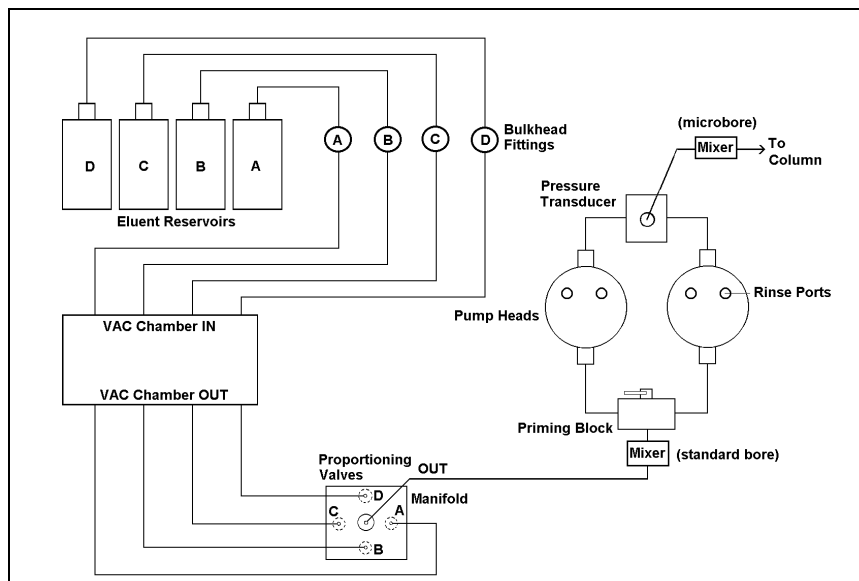 D
C
B
A
Eluent Reservoirs
A
B
C
D
Bulkhead
Fittings
(microbore)
Mixer
To
Column
Pressure
Transducer
Pump Heads
Rinse Ports
VAC Chamber IN
VAC Chamber OUT
Priming Block
Mixer
(standard bore)
Proportioning
Valves
OUT
Manifold
D
C
A
B